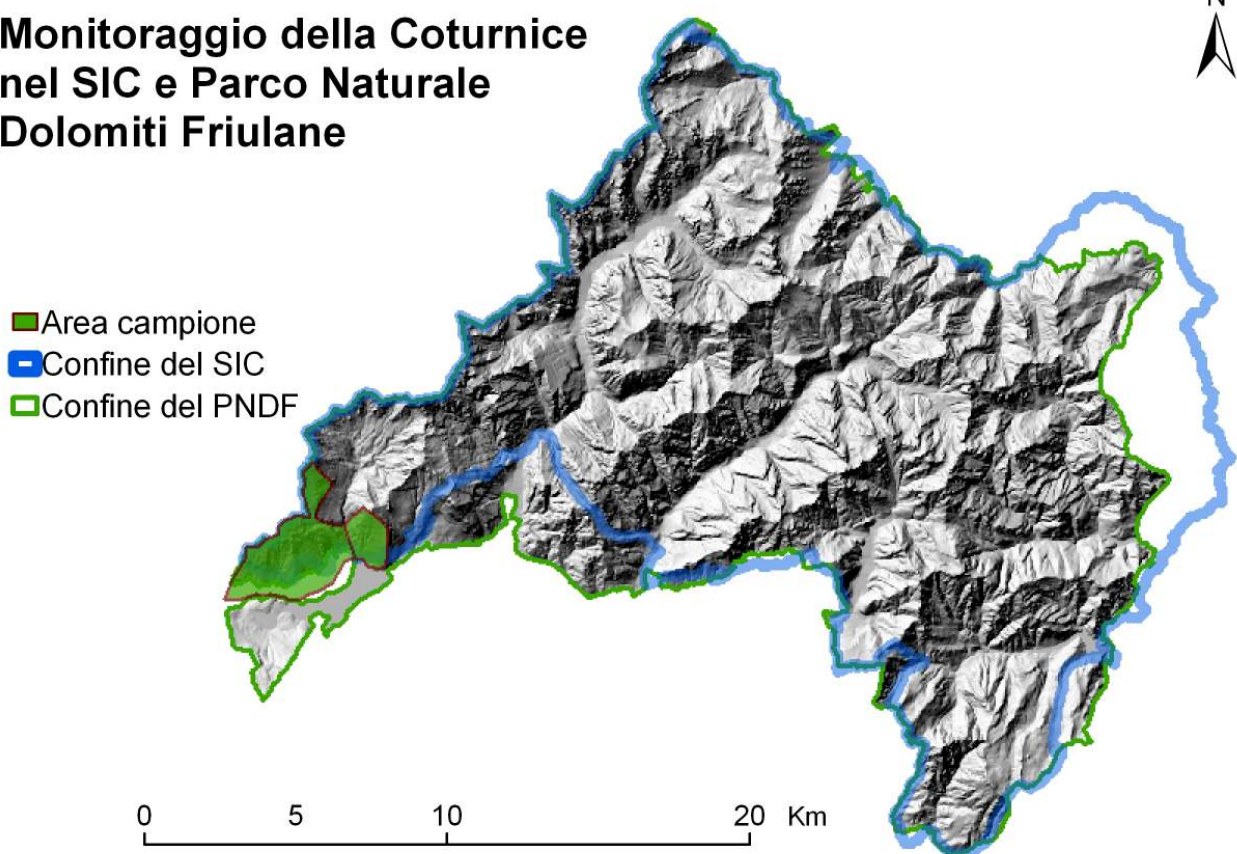 Monitoraggio della Coturnice
nel SIC e Parco Naturale
Dolomiti Friulane
N
Area campione
Confine del SIC
Confine del PNDF
0 5 10 20 Km